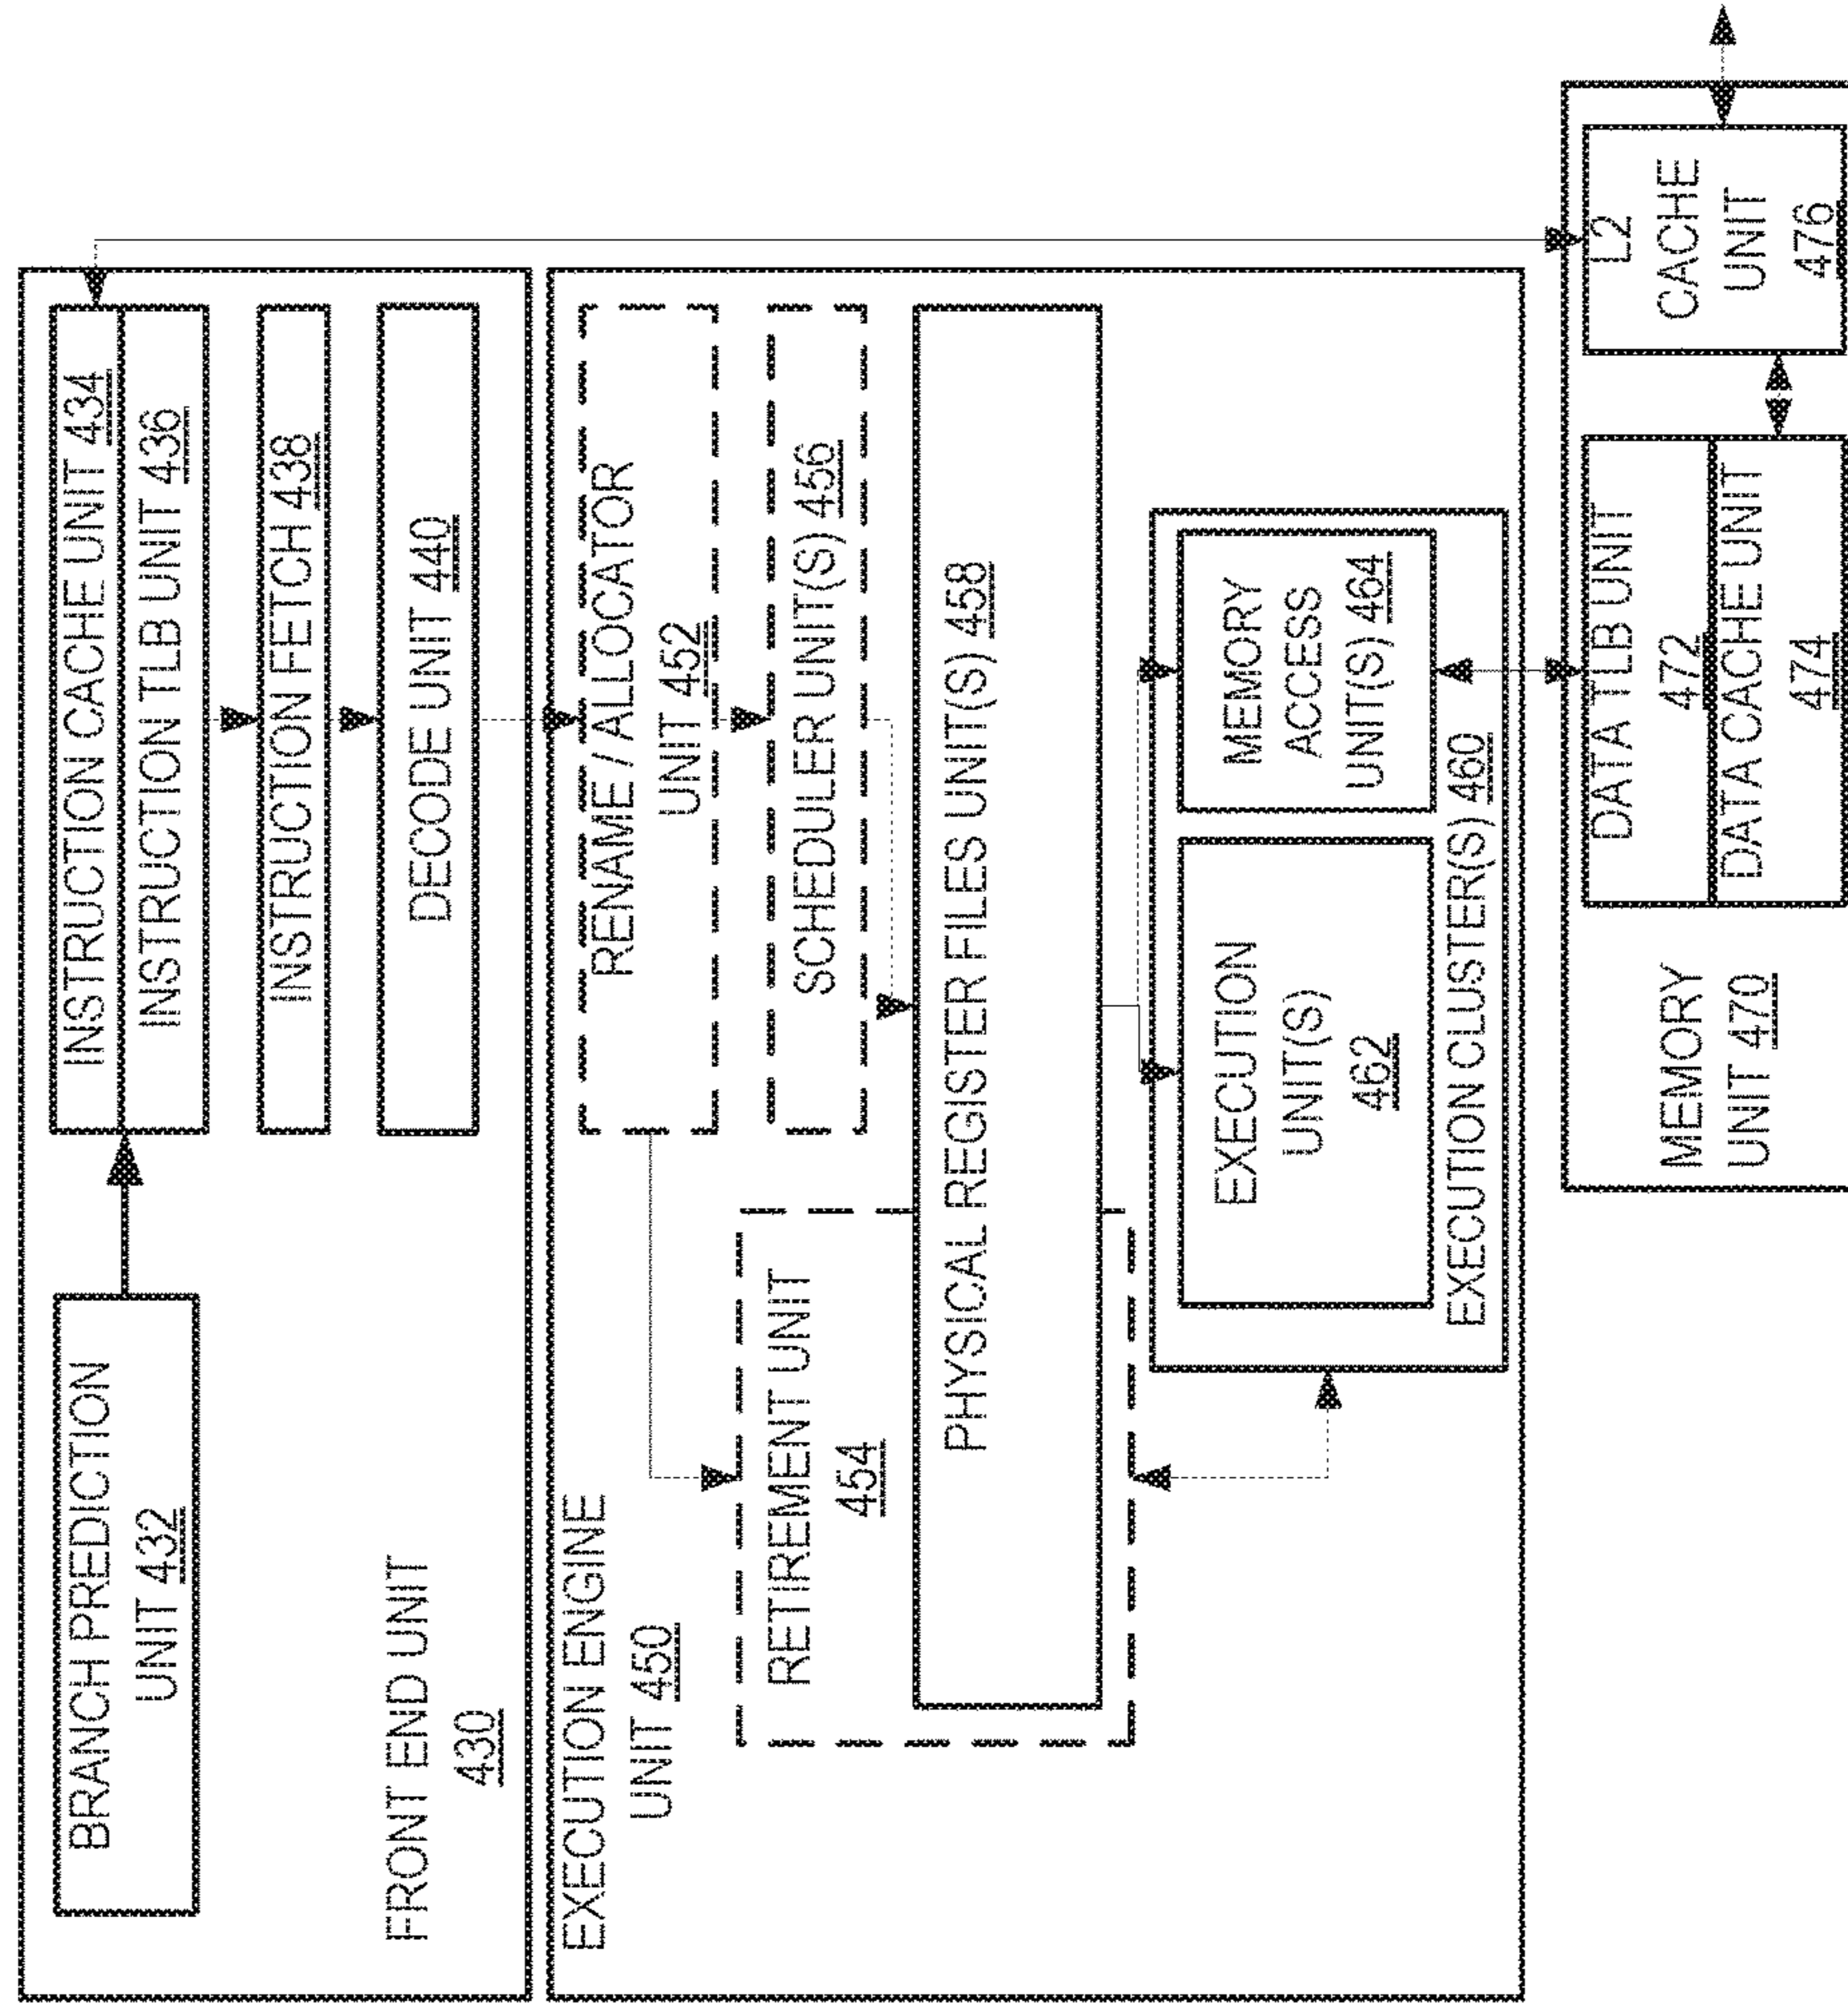 BRANCH PREDICTION
UNIT 432
INSTRUCTION CACHE UNIT 434
INSTRUCTION TLB UNIT 436
INSTRUCTION FETCH 438
DECODE UNIT 440
FRONT END UNIT
430
EXECUTION ENGINE
UNIT 450
RENAME / ALLOCATOR
UNIT 452
RETIREMENT UNIT
454
SCHEDULER UNIT(S) 456
PHYSICAL REGISTER FILES UNIT(S) 458
EXECUTION
UNIT(S)
462
MEMORY
ACCESS
UNIT(S) 464
EXECUTION CLUSTER(S) 460
MEMORY
UNIT 470
DATA TLB UNIT
472
DATA CACHE UNIT
474
L2
CACHE
UNIT
476